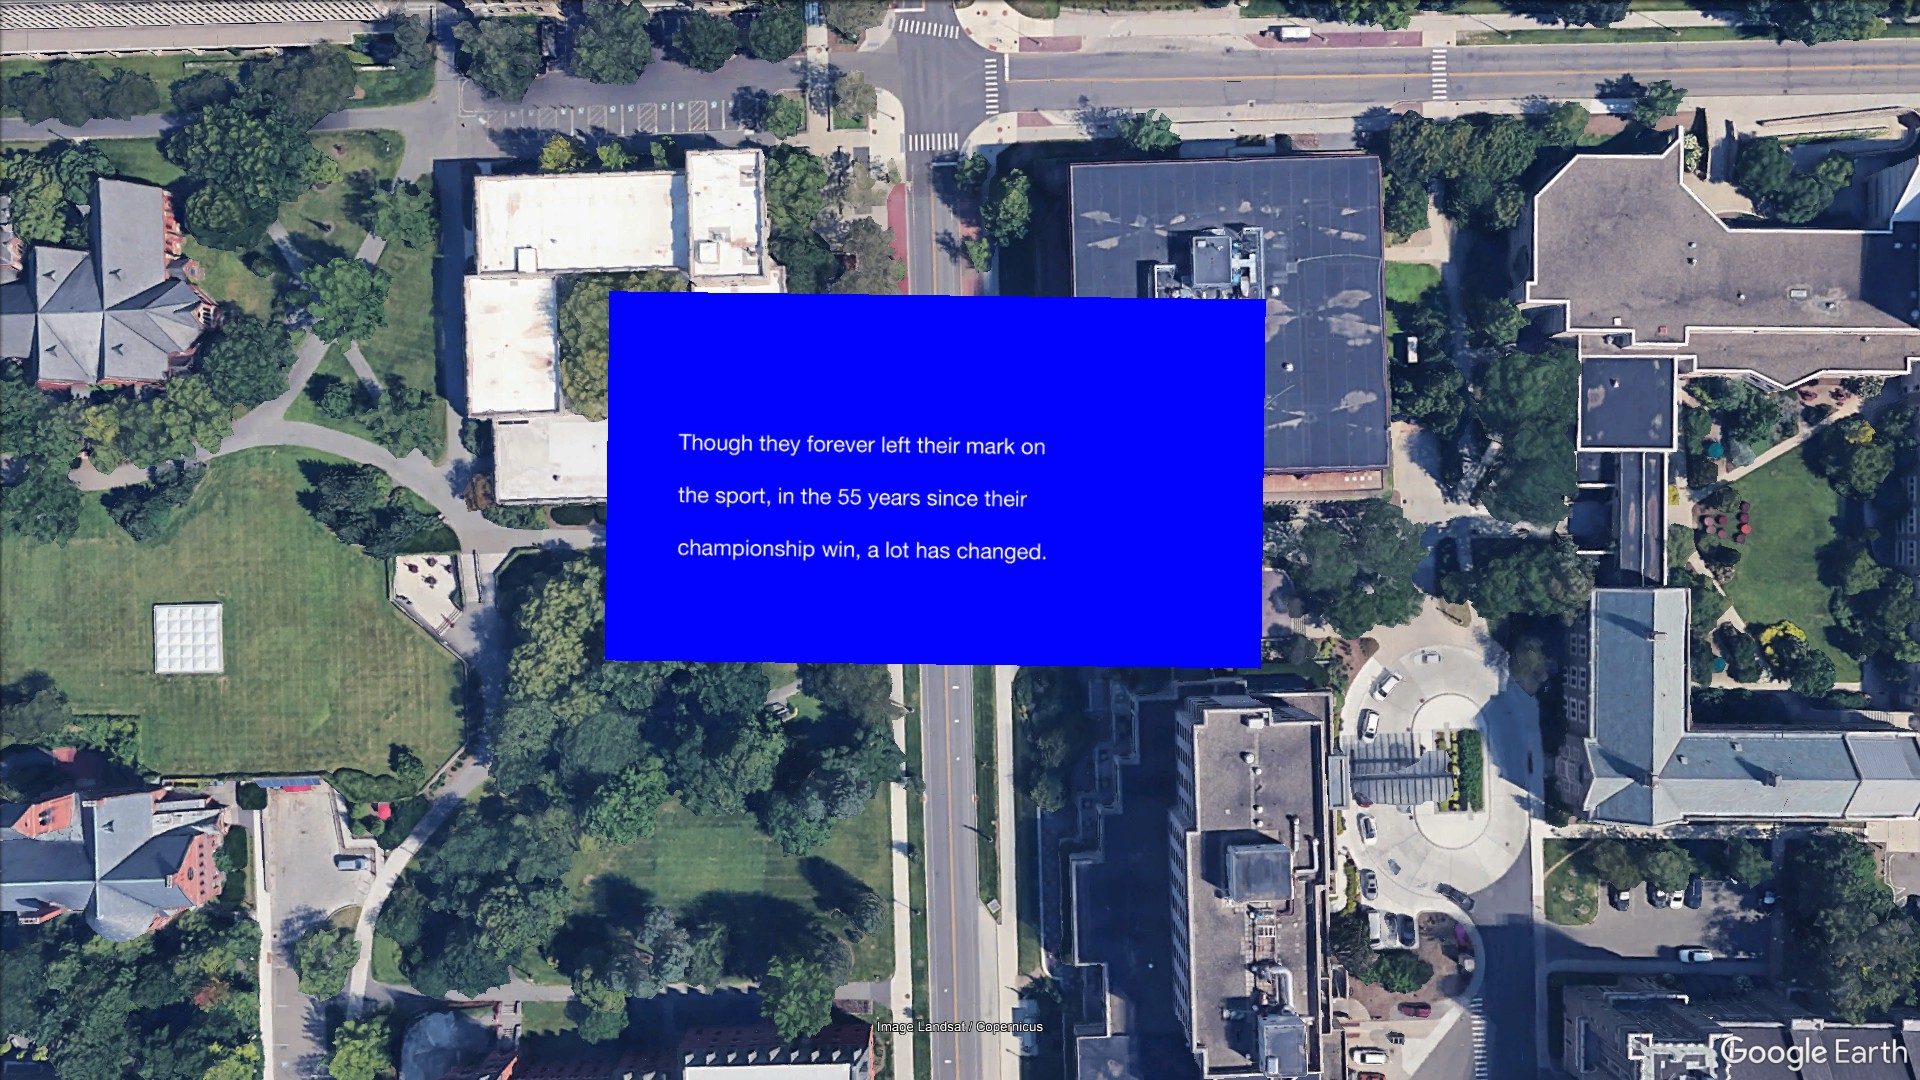 Though they forever left their mark on
the sport, in the 55 years since their
championship win, a lot has changed.
Image Landsat / Copernicus
Google Earth